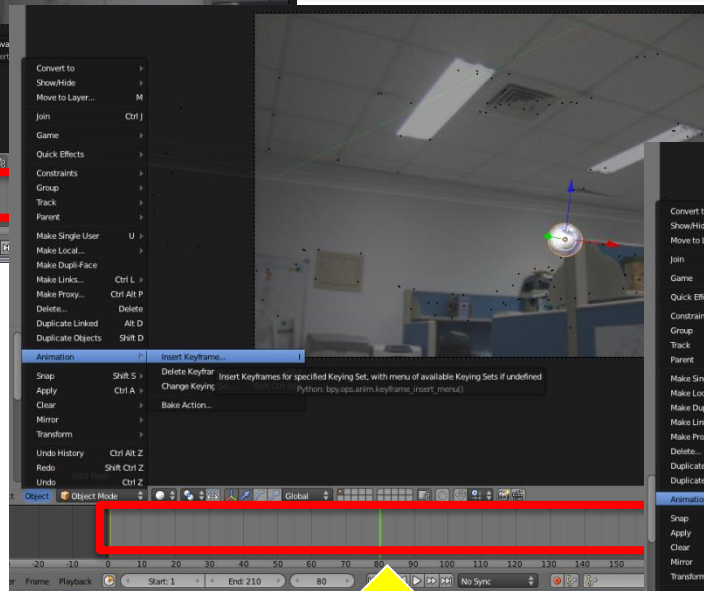 Convert to
Show/Hide
Move to Layer... M
Join Ctrl J
Game
Quick Effects
Constraints
Group
Track
Parent
Make Single User U
Make Local...
Make Dupli-Face
Make Links... Ctrl L
Make Proxy... Ctrl Alt P
Delete... Delete
Duplicate Linked Alt D
Duplicate Objects Shift D
Animation
Snap Shift S
Apply Ctrl A
Clear
Mirror
Transform
Undo History Ctrl Alt Z
Redo Shift Ctrl Z
Undo Ctrl Z
Insert Keyframe... I
Delete Keyfram
Change Keying
Bake Action...
Insert Keyframes for specified Keying Set, with menu of available Keying Sets if undefined
Python: bpy.ops.anim.keyframe_insert_menu()
Object Object Mode Global
-20 -10 0 10 20 30 40 50 60 70 80 90 100 110 120 130 140 150
Frame Playback Start: 1 End: 210 80 No Sync
Convert t
Show/Hid
Move to L
Join
Game
Quick Effe
Constrain
Group
Track
Parent
Make Sin
Make Loc
Make Dup
Make Lin
Make Pro
Delete...
Duplicate
Duplicate
Animatio
Snap
Apply
Clear
Mirror
Transform